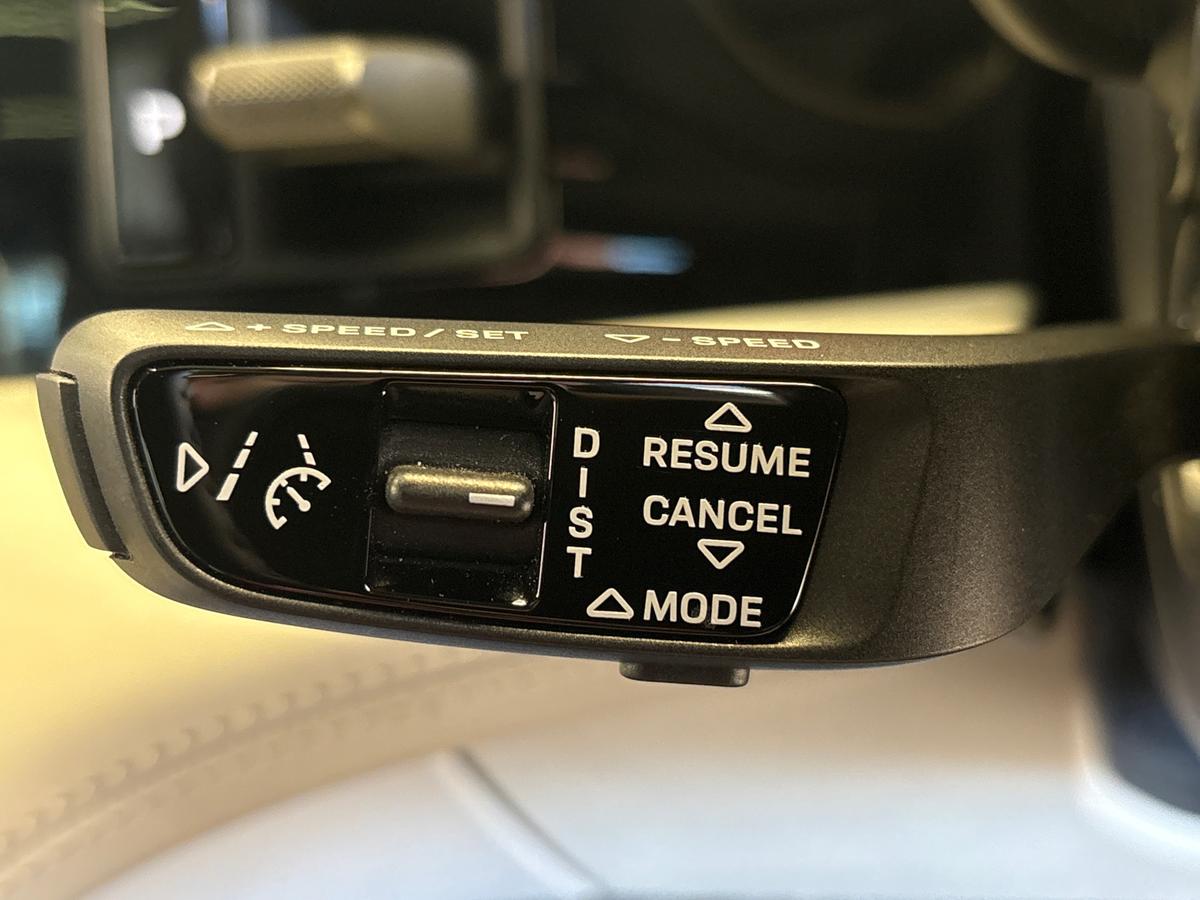 + SPEED / SET
- SPEED
DIST
RESUME
CANCEL
MODE